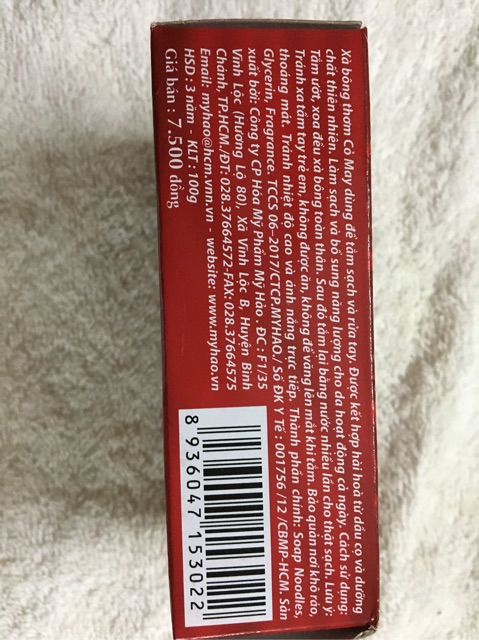 Xà bông thơm Cỏ May dùng để tắm sạch và rửa tay. Được kết hợp hài hoà từ dầu cọ và dưỡng
chất thiên nhiên. Làm sạch và bổ sung năng lượng cho da hoạt động cả ngày. Cách sử dụng:
Tắm ướt, xoa đều xà bông toàn thân. Sau đó tắm lại bằng nước nhiều lần cho thật sạch. Lưu ý:
Tránh xa tầm tay trẻ em, không được ăn, không để văng lên mắt khi tắm. Bảo quản nơi khô ráo,
thoáng mát. Tránh nhiệt độ cao và ánh nắng trực tiếp. Thành phần chính: Soap Noodles,
Glycerin, Fragrance. TCCS 06-2017/CTCP.MYHAO./ Số ĐK Y Tế : 001756 /12 /CBMP-HCM. Sản
xuất bởi: Công ty CP Hóa Mỹ Phẩm Mỹ Hảo . ĐC : F1/35
Vĩnh Lộc (Hương Lộ 80), Xã Vĩnh Lộc B, Huyện Bình
Chánh, TP.HCM./ĐT: 028.37664572-FAX: 028.37664575
Email: myhao@hcm.vnn.vn - website: www.myhao.vn
HSD : 3 năm - KLT : 100g
Giá bán : 7.500 đồng
8 936047 153022